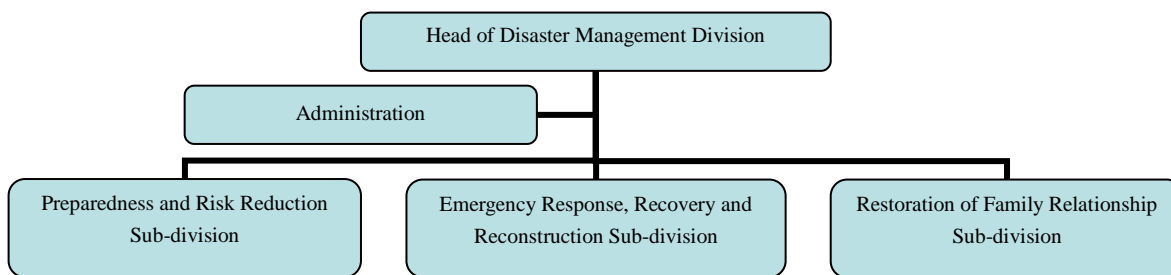 Head of Disaster Management Division
Administration
Preparedness and Risk Reduction
Sub-division
Emergency Response, Recovery and
Reconstruction Sub-division
Restoration of Family Relationship
Sub-division